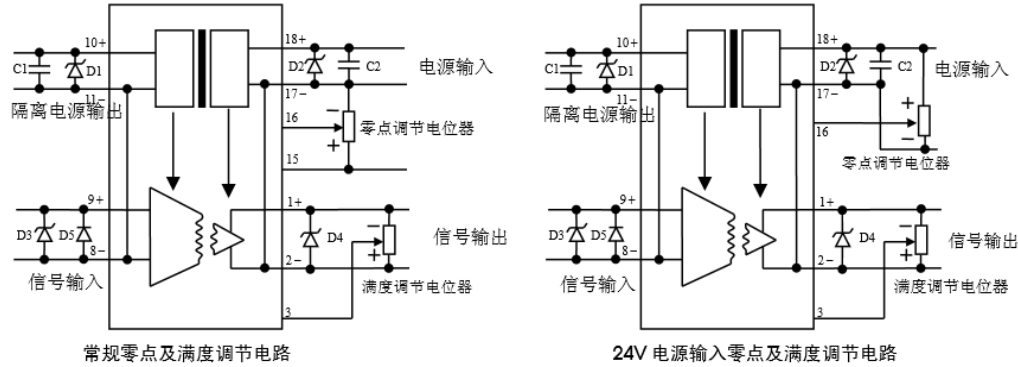 10+
18+
C1
D1
D2
C2
电源输入
11−
17−
隔离电源输出
16
−
零点调节电位器
+
15
9+
1+
D3
D5
D4
−
信号输出
+
8−
2−
信号输入
满度调节电位器
3
常规零点及满度调节电路
10+
18+
C1
D1
D2
C2
电源输入
11−
17−
隔离电源输出
+
16
−
零点调节电位器
9+
1+
D3
D5
D4
−
信号输出
+
8−
2−
信号输入
满度调节电位器
3
24V 电源输入零点及满度调节电路